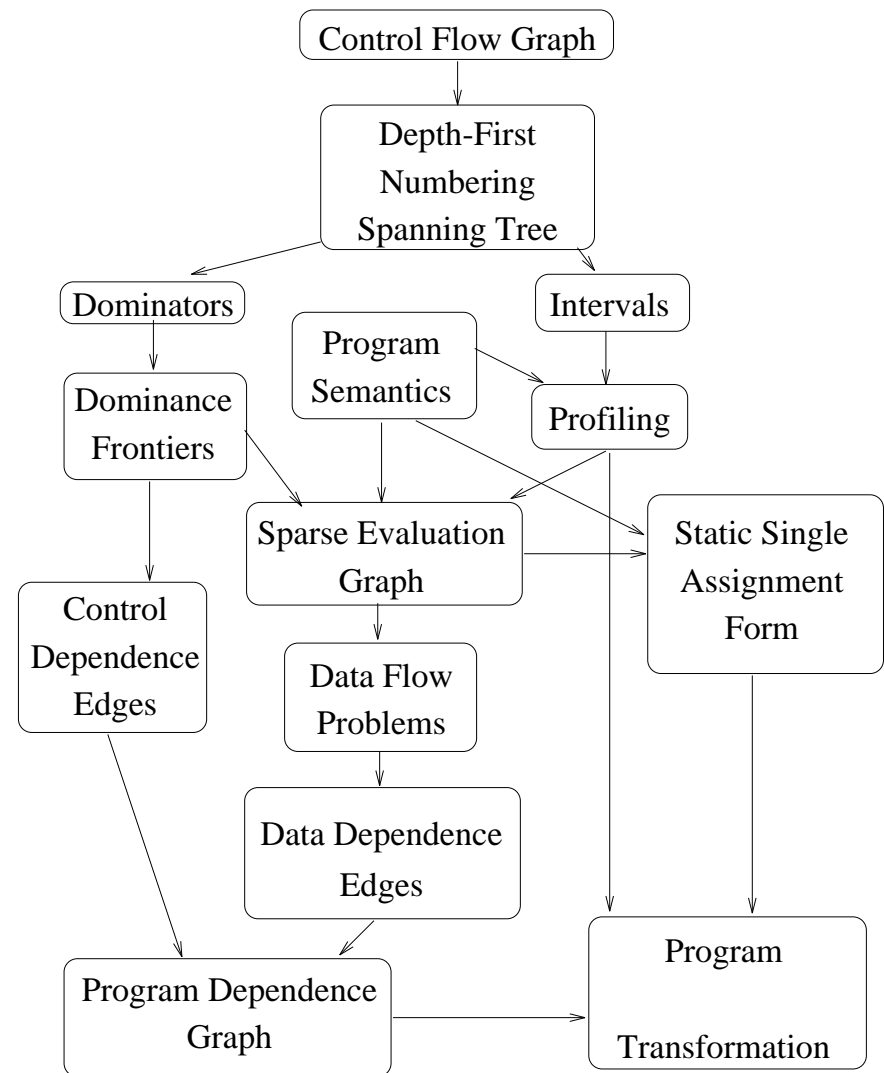 Control Flow Graph
Depth-First
Numbering
Spanning Tree
Dominators
Intervals
Program
Semantics
Dominance
Frontiers
Profiling
Sparse Evaluation
Graph
Static Single
Assignment
Form
Control
Dependence
Edges
Data Flow
Problems
Data Dependence
Edges
Program Dependence
Graph
Program
Transformation